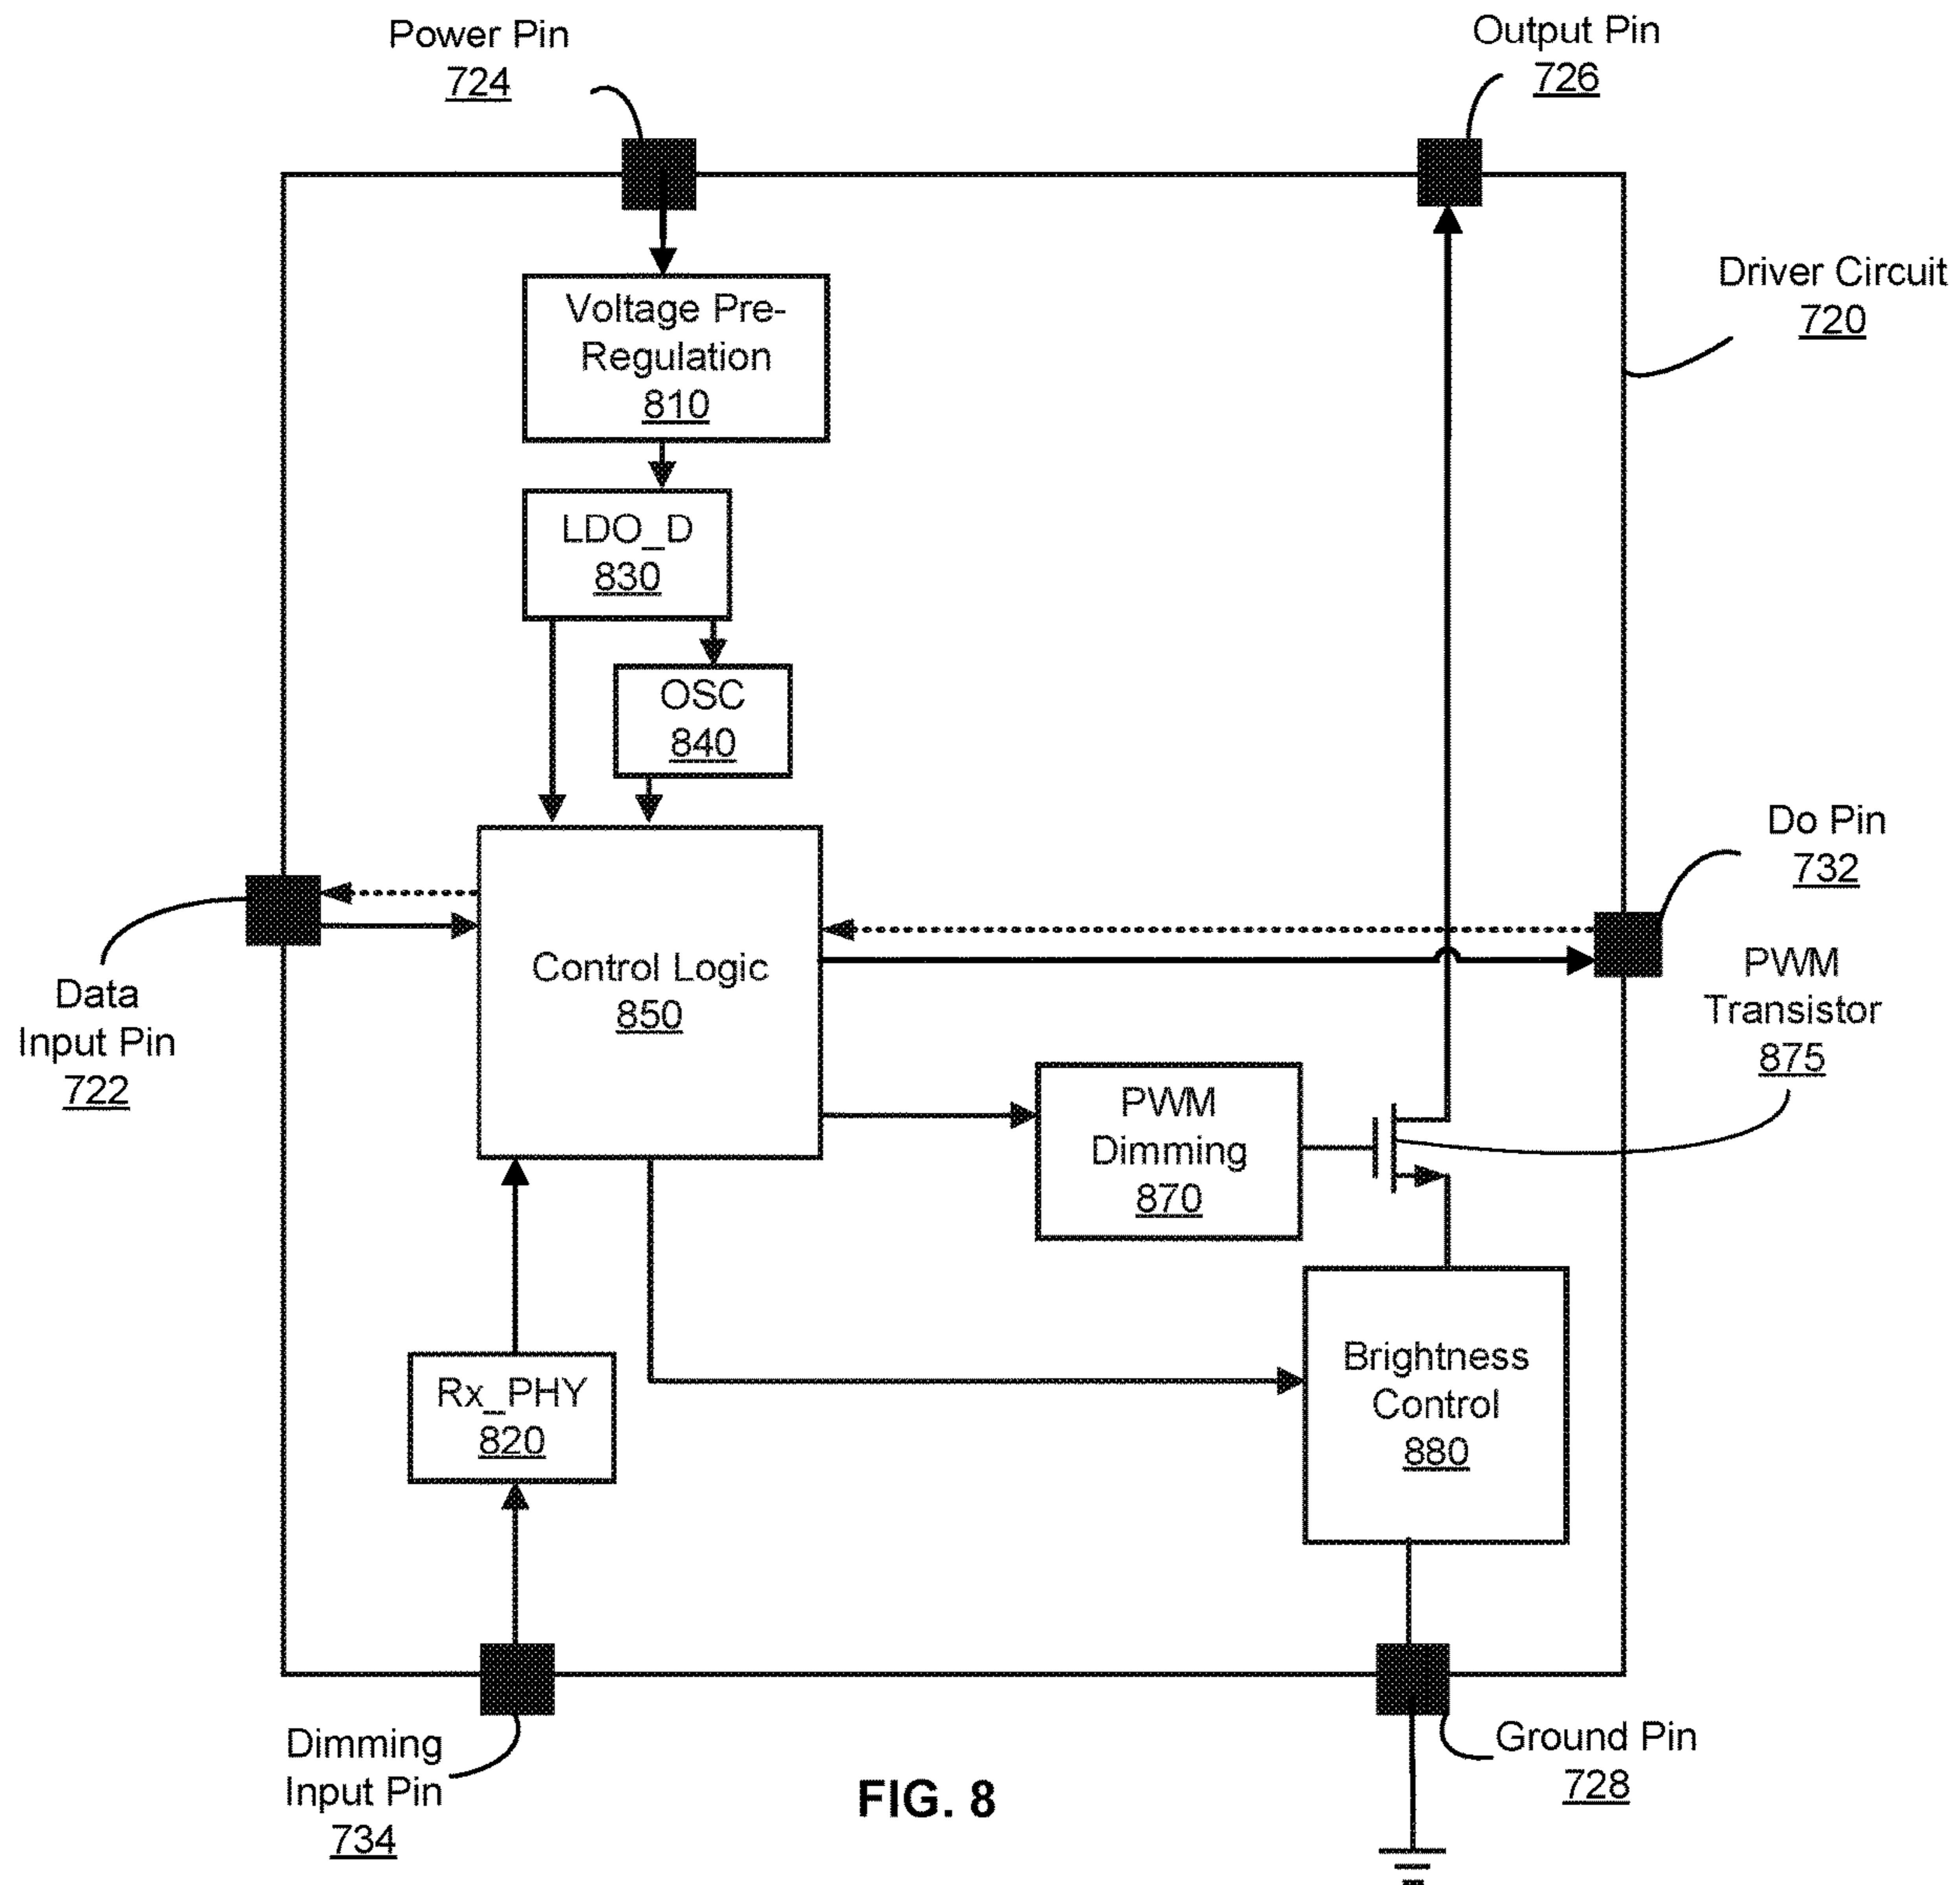 Power Pin
724
Output Pin
726
Driver Circuit
720
Voltage Pre-
Regulation
810
LDO_D
830
OSC
840
Do Pin
732
Control Logic
850
Data
Input Pin
722
PWM
Transistor
875
PWM
Dimming
870
Brightness
Control
880
Rx_PHY
820
Dimming
Input Pin
734
Ground Pin
728
FIG. 8